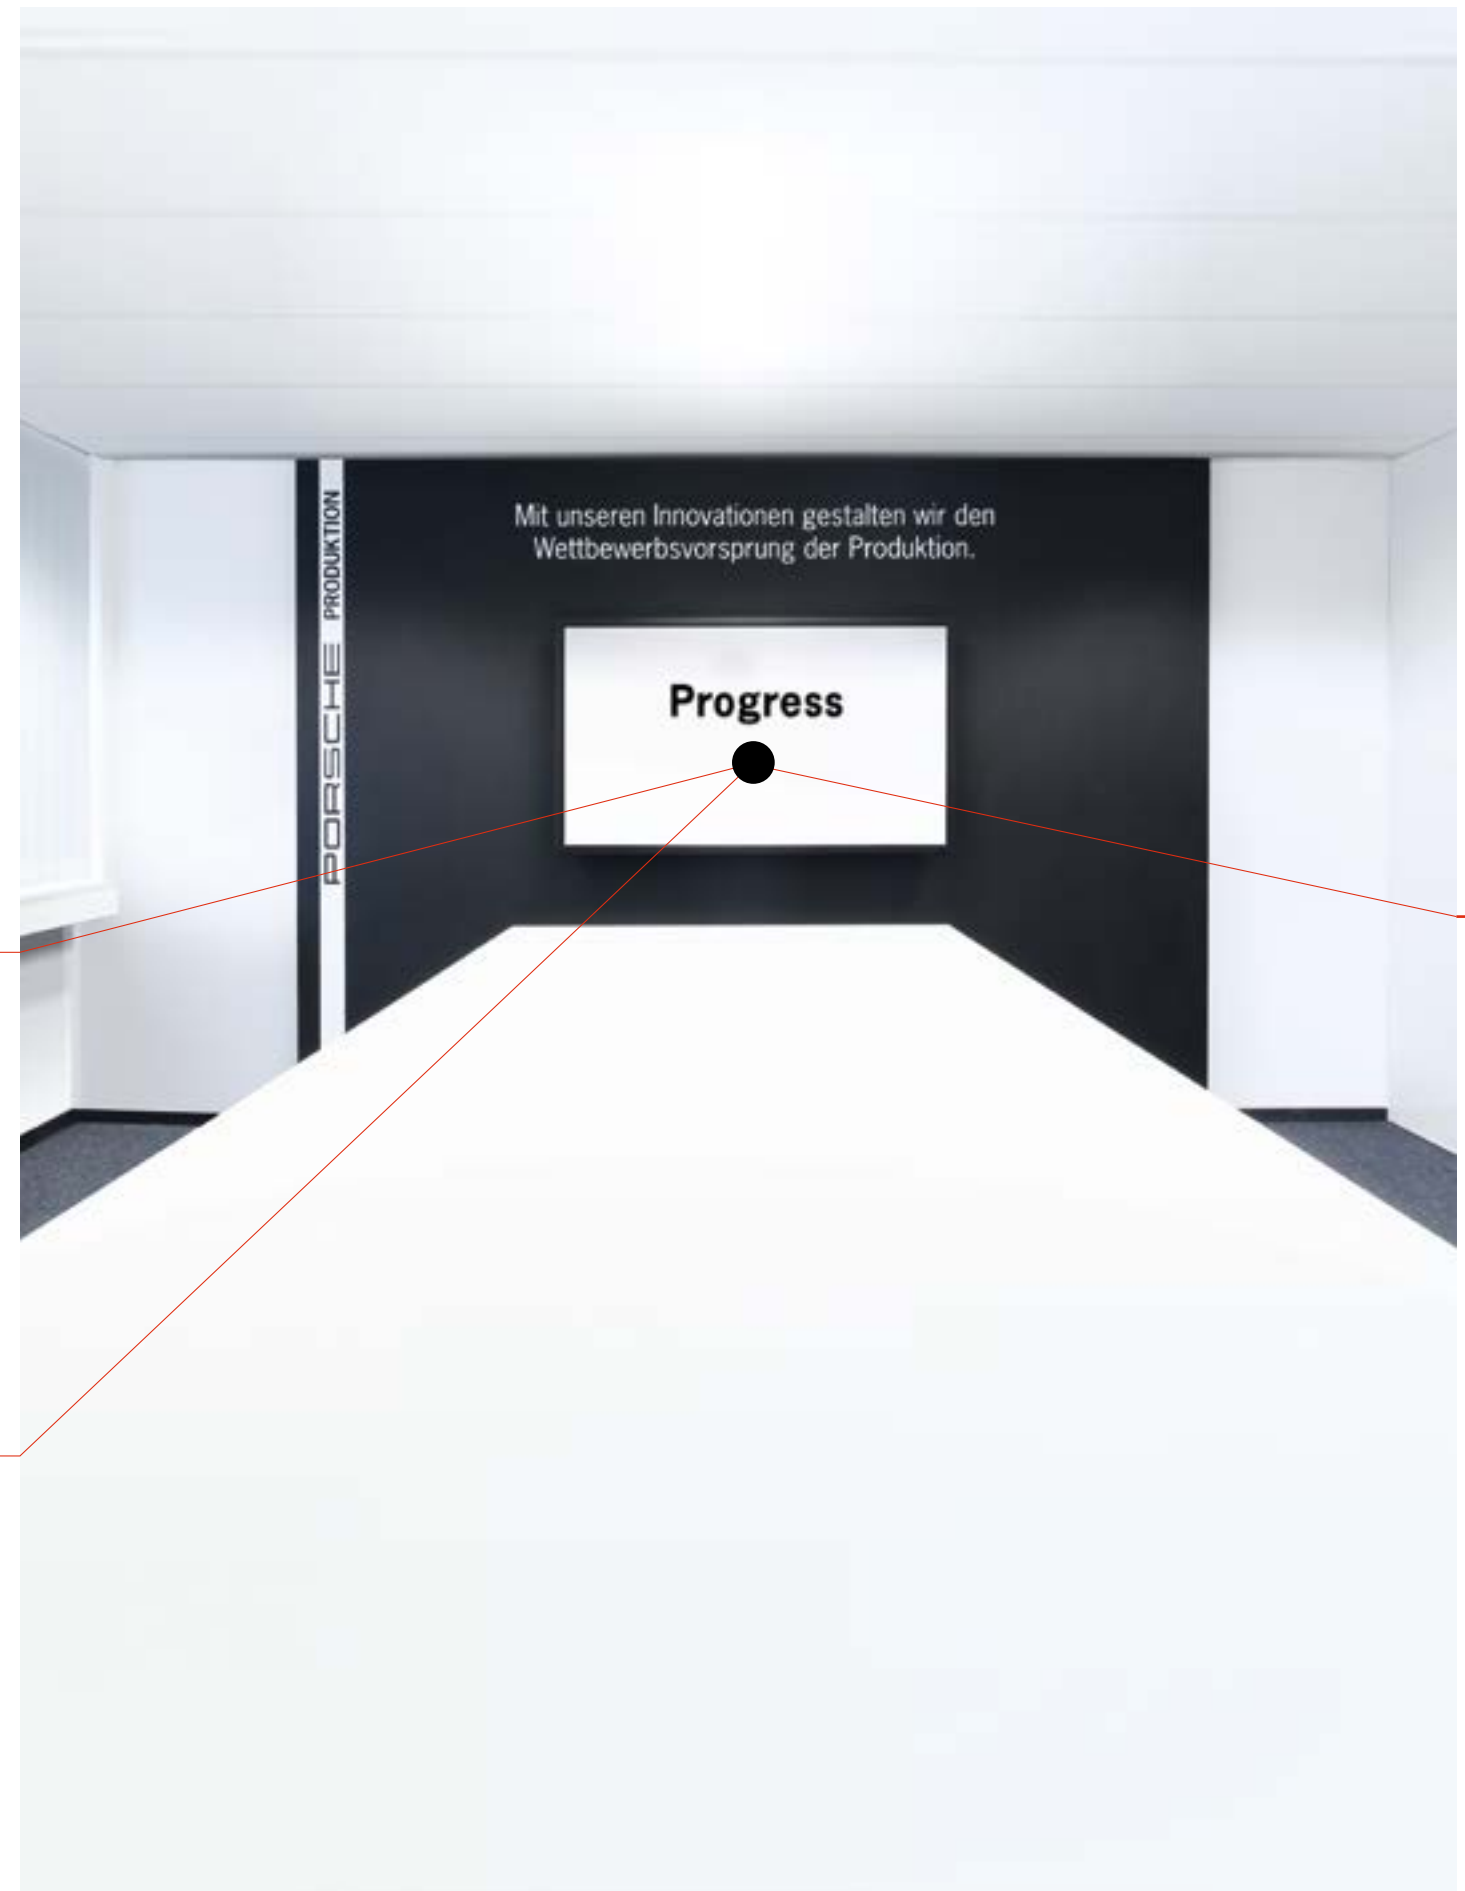 Mit unseren Innovationen gestalten wir den
Wettbewerbsvorsprung der Produktion.
Progress
PORSCHE PRODUKTION